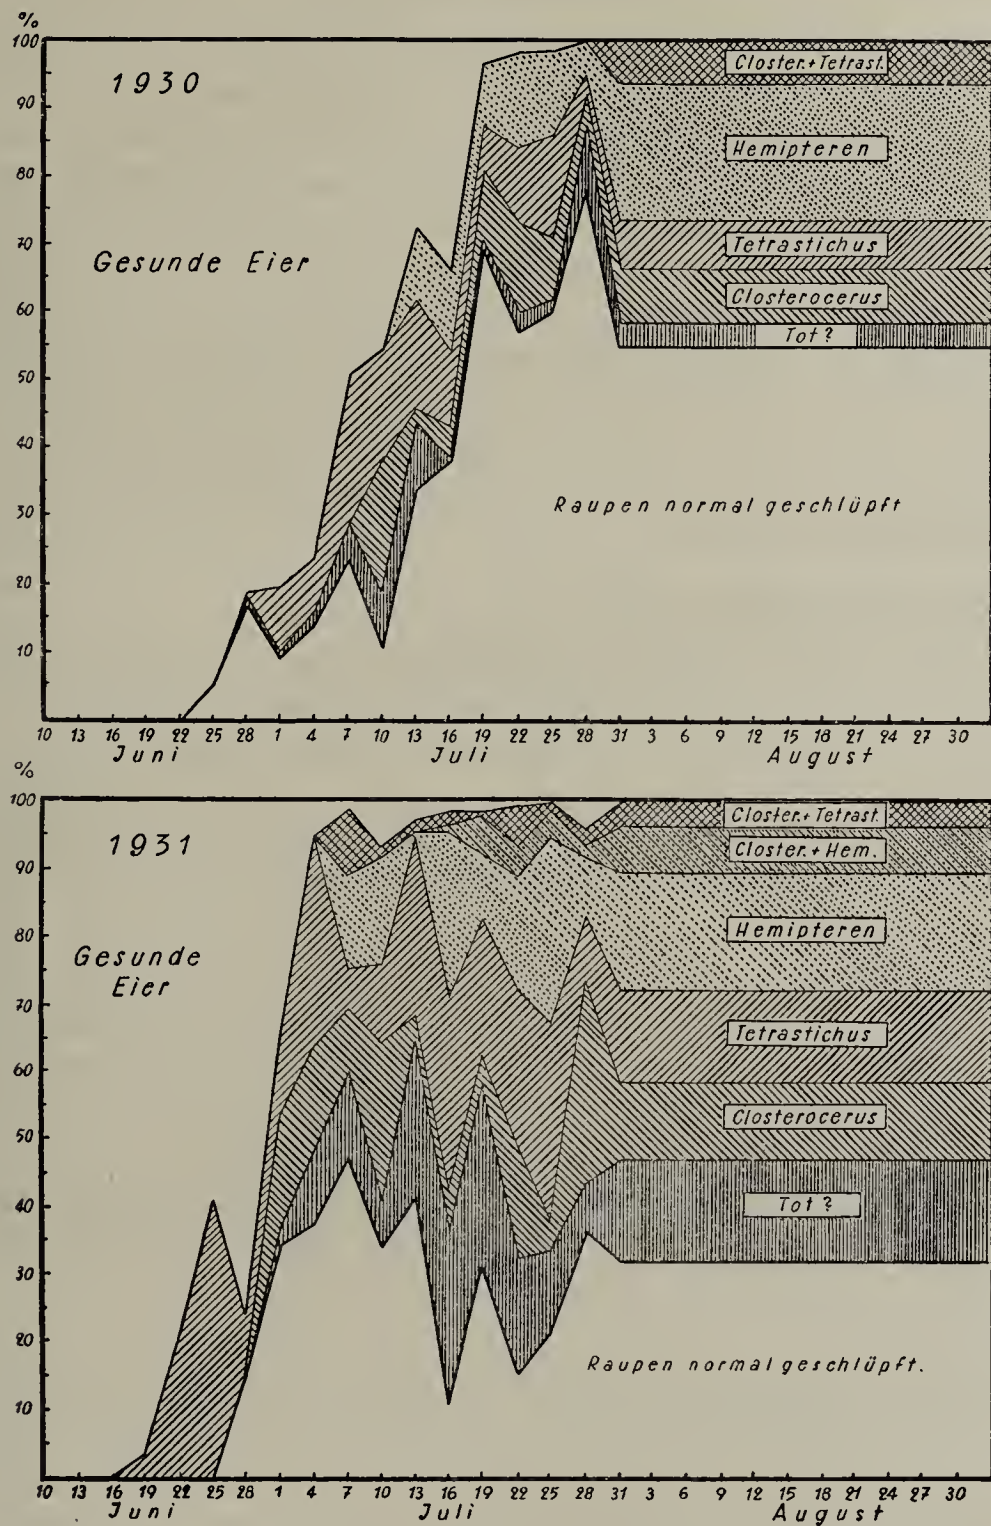 %
100
90
80
70
60
50
40
30
20
10
1930
Gesunde Eier
Closter.+Tetrast.
Hemipteren
Tetrastichus
Closterocerus
Tot?
Raupen normal geschlüpft
10 13 16 19 22 25 28 1 4 7 10 13 16 19 22 25 28 31 3 6 9 12 15 18 21 24 27 30
Juni Juli August
%
100
90
80
70
60
50
40
30
20
10
1931
Gesunde
Eier
Closter.+Tetrast.
Closter.+Hem.
Hemipteren
Tetrastichus
Closterocerus
Tot?
Raupen normal geschlüpft.
10 13 16 19 22 25 28 1 4 7 10 13 16 19 22 25 28 31 3 6 9 12 15 18 21 24 27 30
Juni Juli August